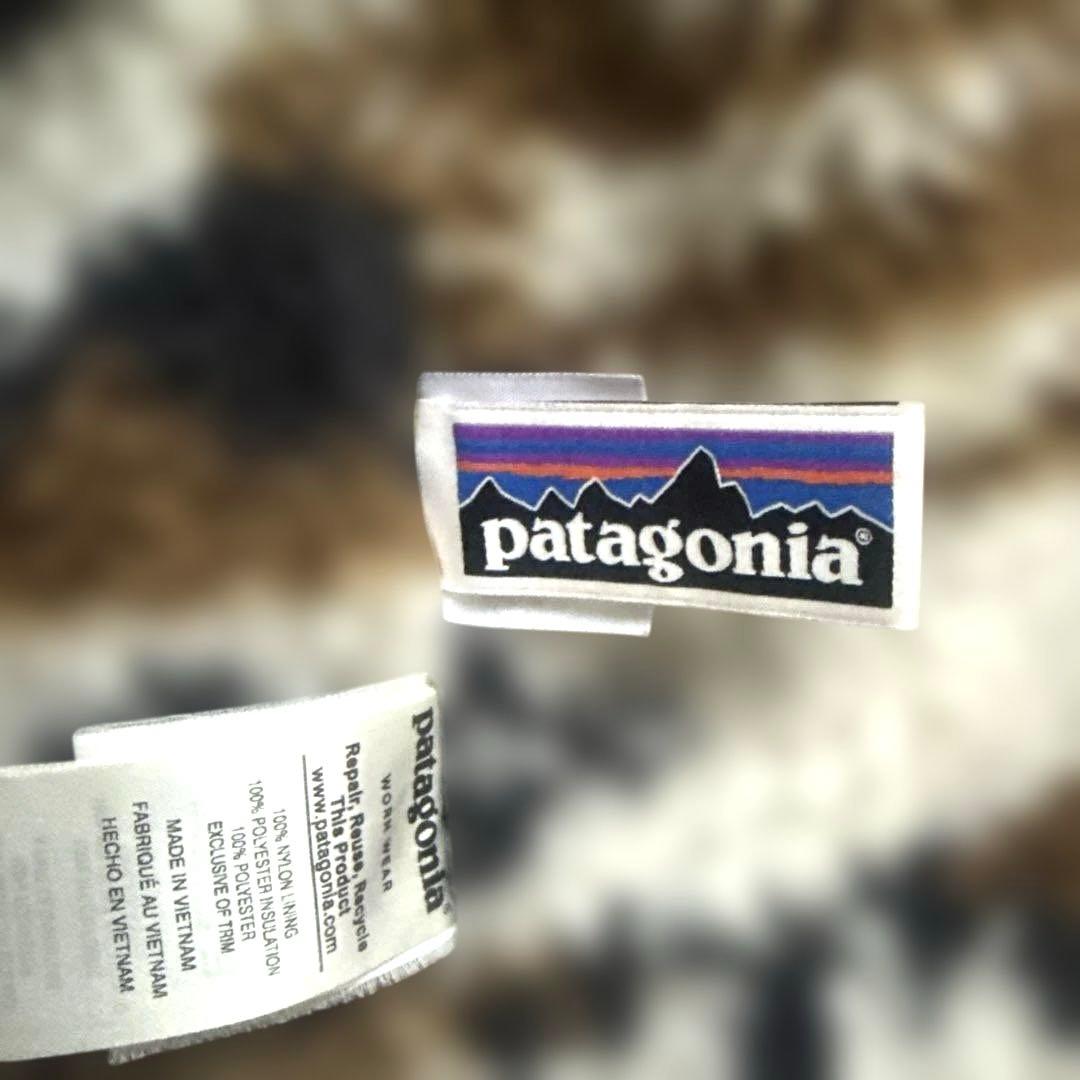 patagonia®
patagonia®
WORN WEAR
Repair, Reuse, Recycle
This Product
www.patagonia.com
100% NYLON LINING
100% POLYESTER INSULATION
100% POLYESTER
EXCLUSIVE OF TRIM
MADE IN VIETNAM
FABRIQUÉ AU VIETNAM
HECHO EN VIETNAM